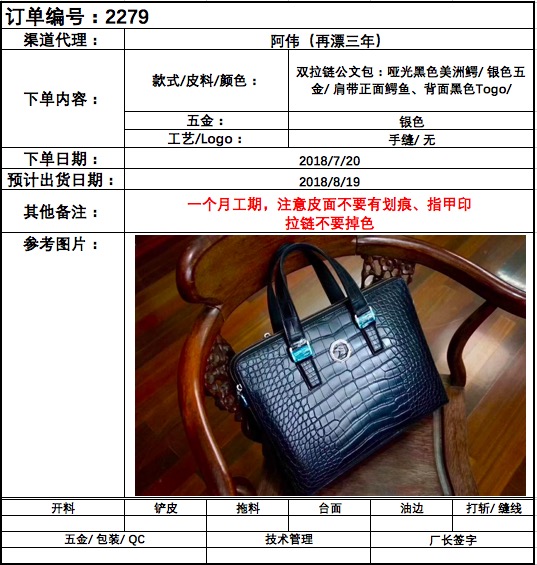 订单编号：2279
渠道代理：
阿伟（再漂三年）
下单内容：
款式/皮料/颜色：
双拉链公文包：哑光黑色美洲鳄/ 银色五
金/ 肩带正面鳄鱼、背面黑色Togo/
五金：
银色
工艺/Logo：
手缝/ 无
下单日期：
2018/7/20
预计出货日期：
2018/8/19
其他备注：
一个月工期，注意皮面不要有划痕、指甲印
拉链不要掉色
参考图片：
开料 铲皮 拖料 台面 油边 打斩/ 缝线
五金/ 包装/ QC 技术管理 厂长签字